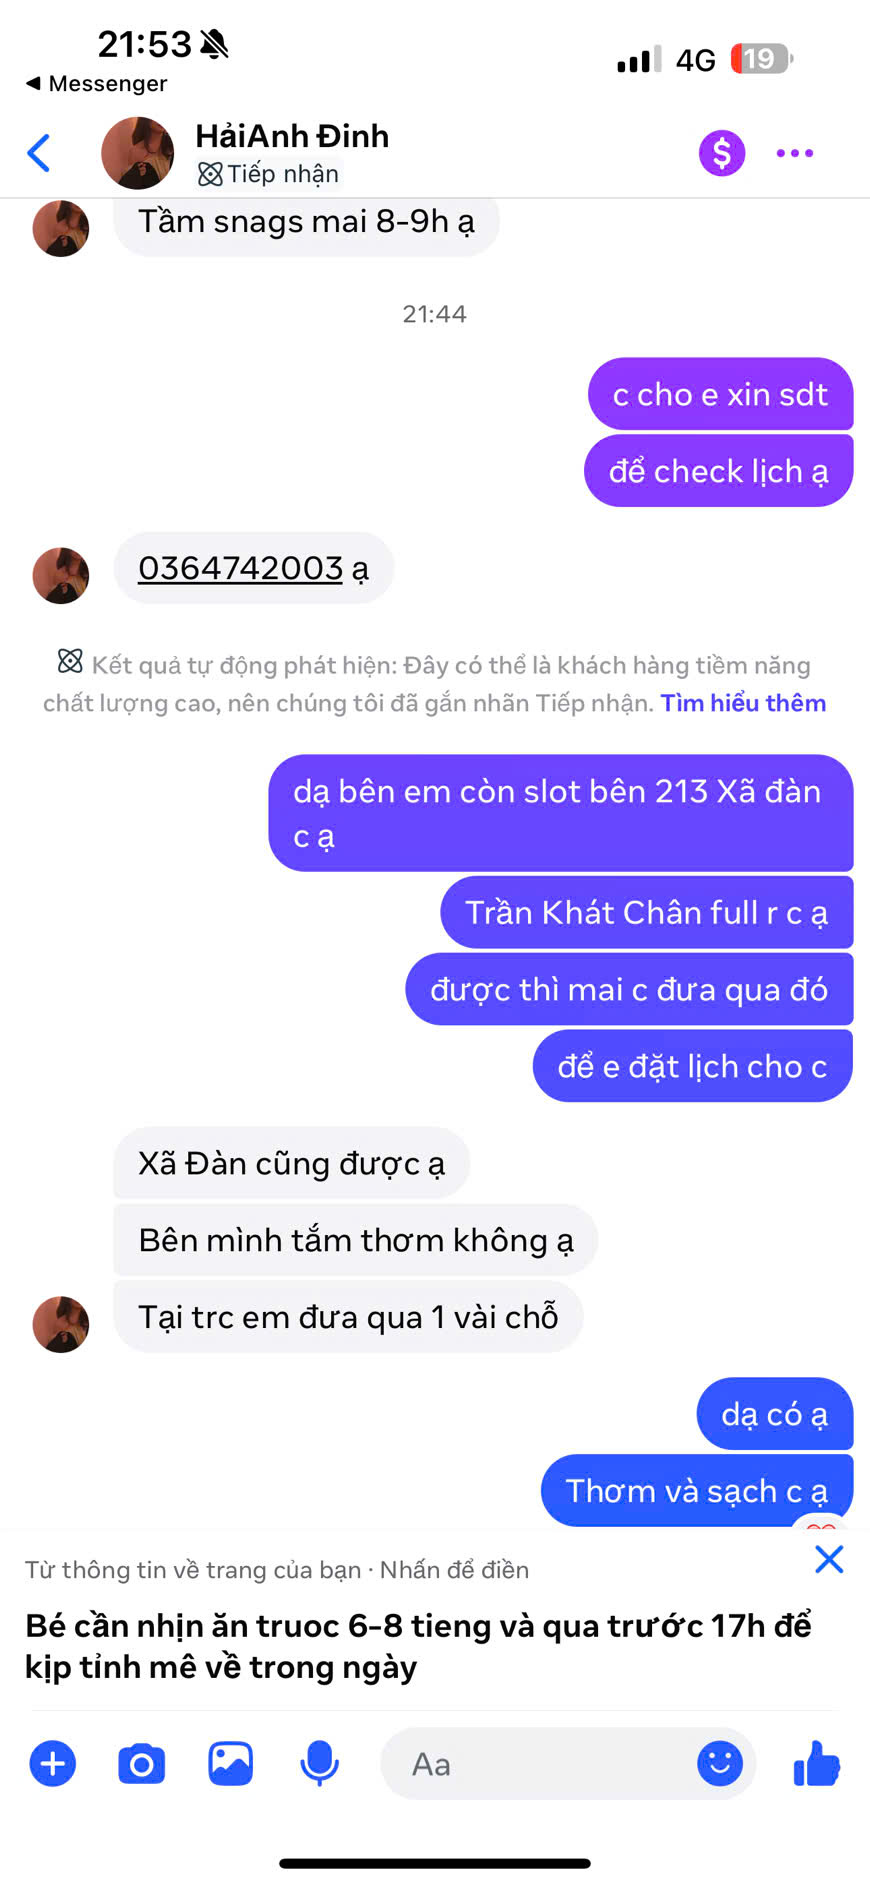 21:53
4G
19
◀ Messenger
HảiAnh Đinh
Tiếp nhận
Tầm snags mai 8-9h ạ
21:44
c cho e xin sdt
để check lịch ạ
0364742003 ạ
Kết quả tự động phát hiện: Đây có thể là khách hàng tiềm năng
chất lượng cao, nên chúng tôi đã gắn nhãn Tiếp nhận. Tìm hiểu thêm
dạ bên em còn slot bên 213 Xã đàn
c ạ
Trần Khát Chân full r c ạ
được thì mai c đưa qua đó
để e đặt lịch cho c
Xã Đàn cũng được ạ
Bên mình tắm thơm không ạ
Tại trc em đưa qua 1 vài chỗ
dạ có ạ
Thơm và sạch c ạ
Từ thông tin về trang của bạn · Nhấn để điền
Bé cần nhịn ăn truoc 6-8 tieng và qua trước 17h để
kịp tỉnh mê về trong ngày
Aa